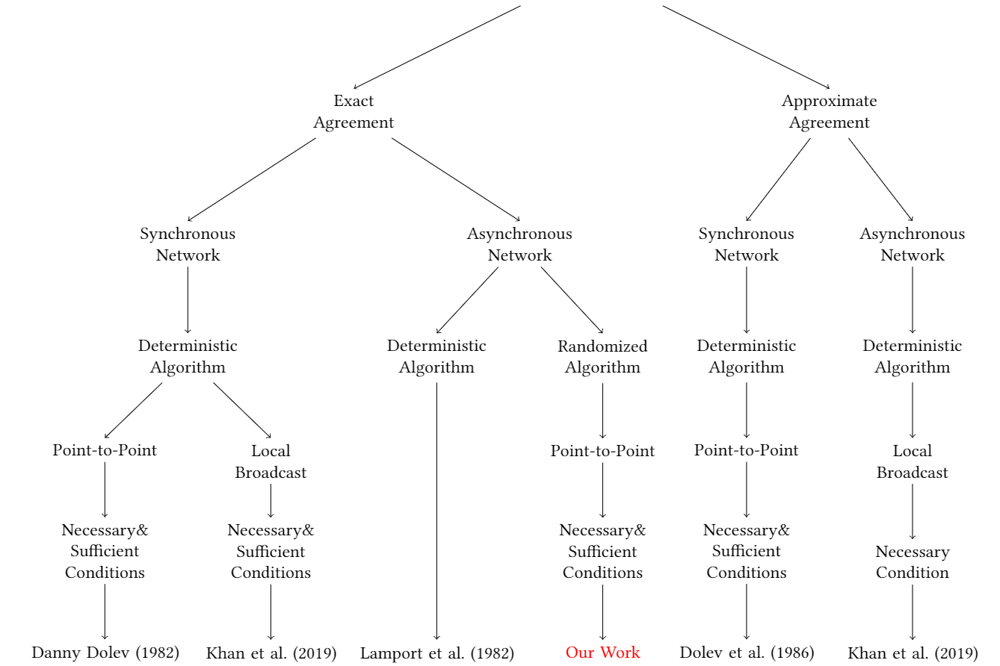 Exact
Agreement
Approximate
Agreement
Synchronous
Network
Asynchronous
Network
Synchronous
Network
Asynchronous
Network
Deterministic
Algorithm
Deterministic
Algorithm
Randomized
Algorithm
Deterministic
Algorithm
Deterministic
Algorithm
Point-to-Point
Local
Broadcast
Point-to-Point
Point-to-Point
Local
Broadcast
Necessary&
Sufficient
Conditions
Necessary&
Sufficient
Conditions
Necessary&
Sufficient
Conditions
Necessary&
Sufficient
Conditions
Necessary
Condition
Danny Dolev (1982)
Khan et al. (2019)
Lamport et al. (1982)
Our Work
Dolev et al. (1986)
Khan et al. (2019)